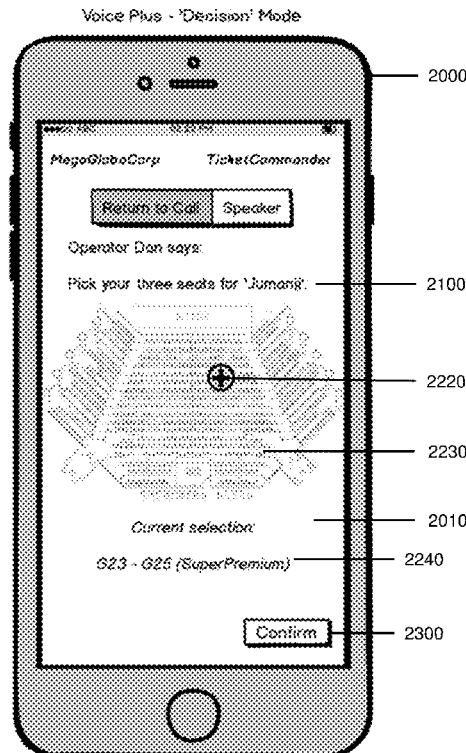 Voice Plus - 'Decision' Mode
2000
MegaGloboCorp TicketCommander
Return to Call Speaker
Operator Dan says:
Pick your three seats for 'Jumanji'. 2100
2220
2230
2010
Current selection:
G23 - G25 (SuperPremium) 2240
Confirm 2300